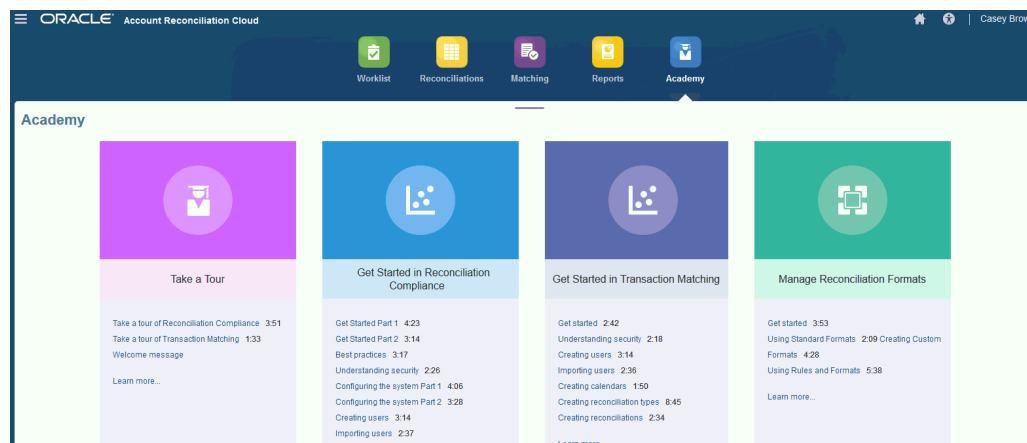 ORACLE® Account Reconciliation Cloud
Casey Brow
Worklist Reconciliations Matching Reports Academy
Academy
Take a Tour
Take a tour of Reconciliation Compliance 3:51
Take a tour of Transaction Matching 1:33
Welcome message
Learn more...
Get Started in Reconciliation
Compliance
Get Started Part 1 4:23
Get Started Part 2 3:14
Best practices 3:17
Understanding security 2:26
Configuring the system Part 1 4:06
Configuring the system Part 2 3:28
Creating users 3:14
Importing users 2:37
Get Started in Transaction Matching
Get started 2:42
Understanding security 2:18
Creating users 3:14
Importing users 2:36
Creating calendars 1:50
Creating reconciliation types 8:45
Creating reconciliations 2:34
Learn more...
Manage Reconciliation Formats
Get started 3:53
Using Standard Formats 2:09 Creating Custom
Formats 4:28
Using Rules and Formats 5:38
Learn more...